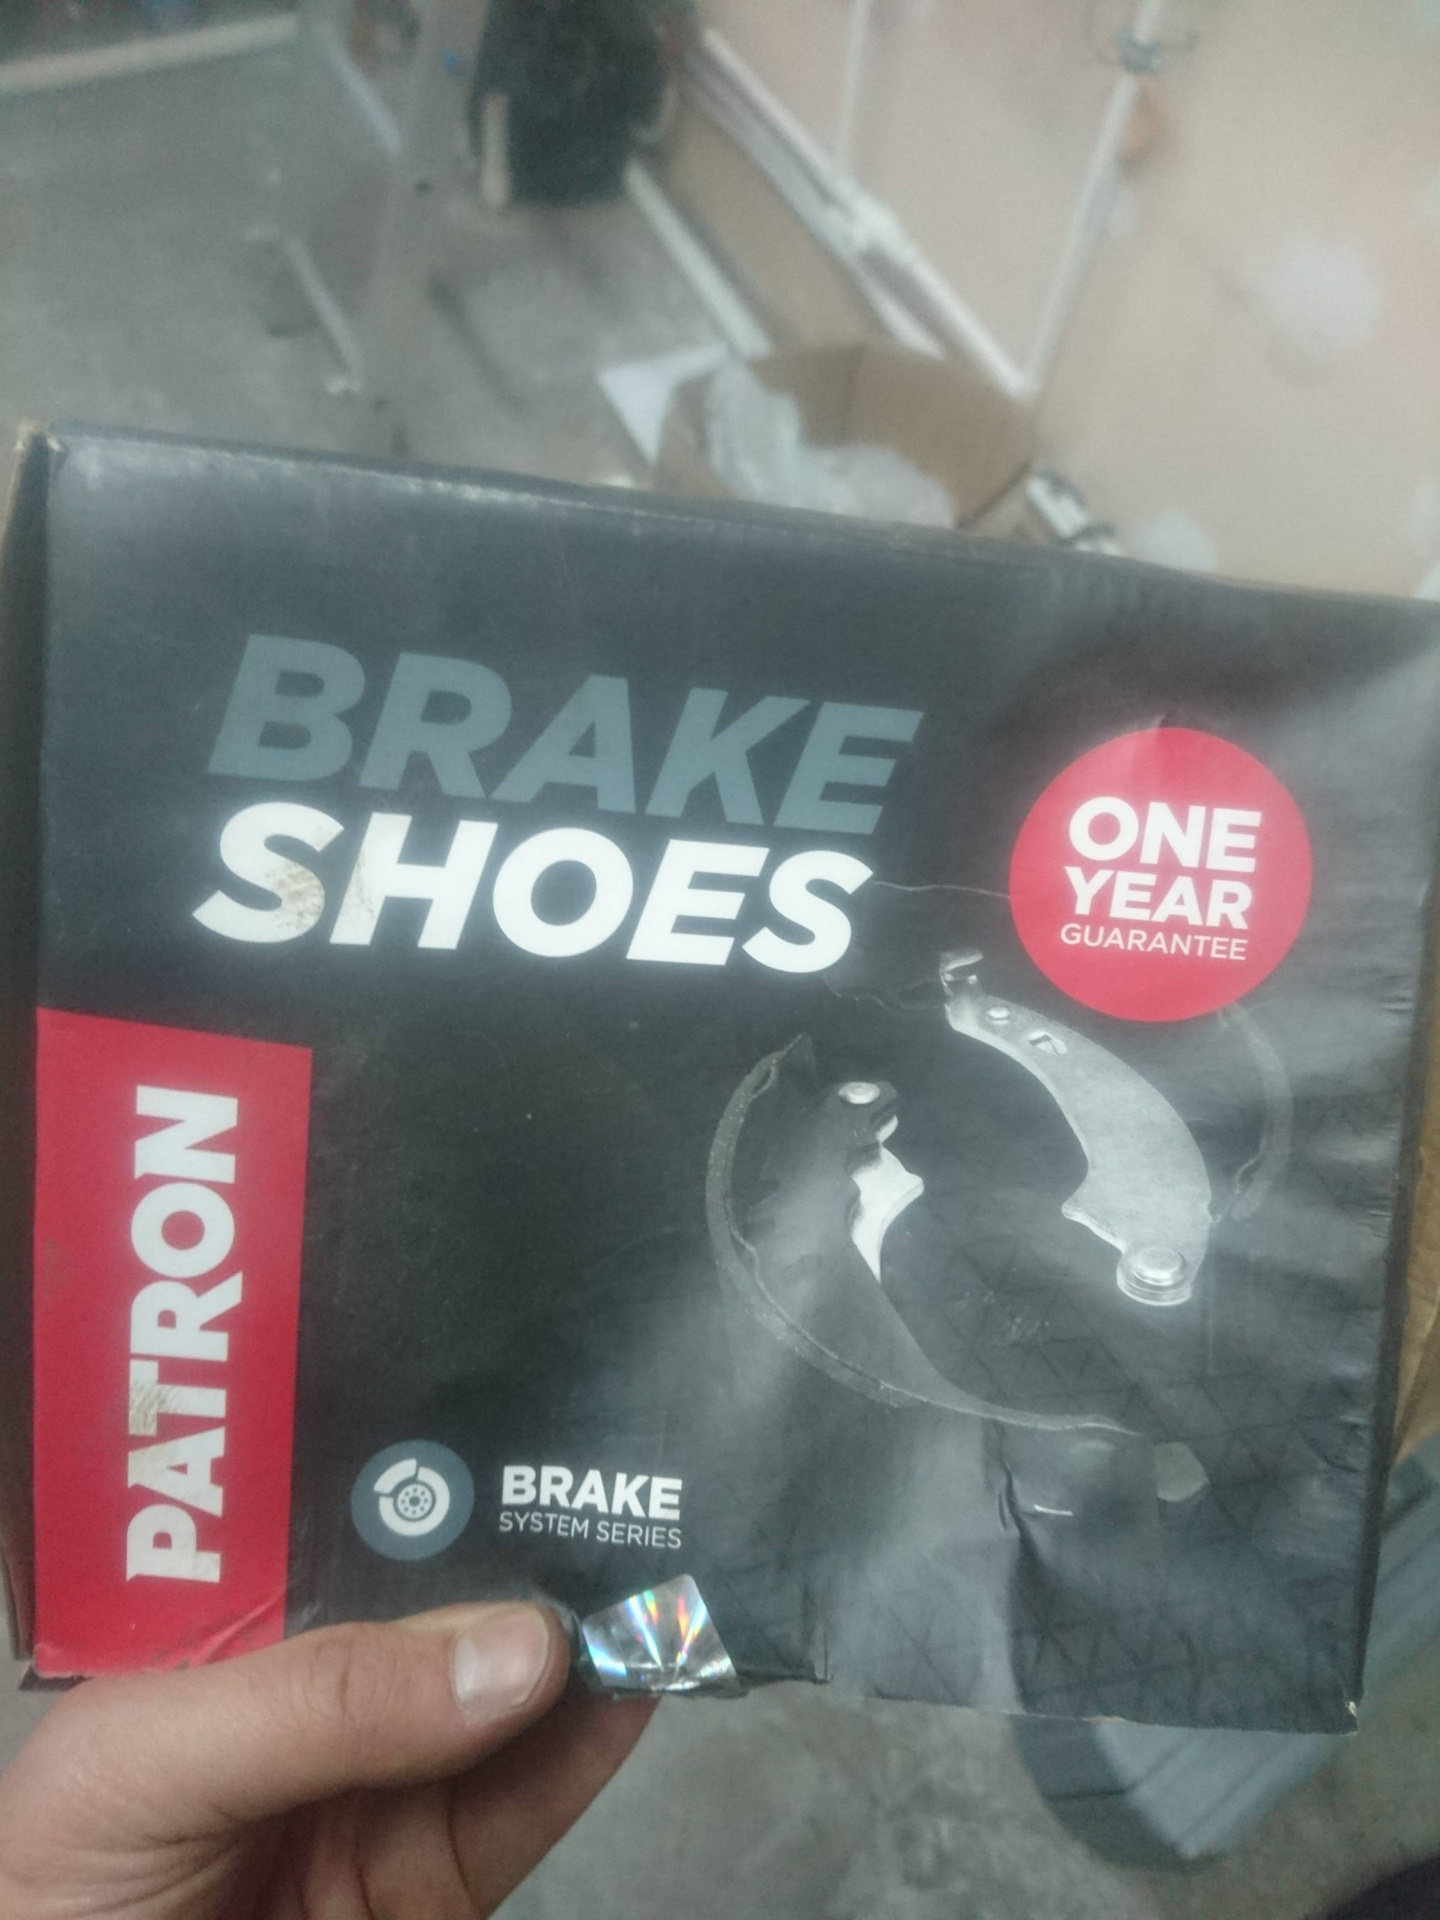 BRAKE
SHOES
ONE
YEAR
GUARANTEE
PATRON
BRAKE
SYSTEM SERIES